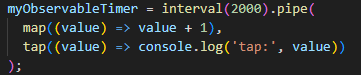 myObservableTimer = interval(2000).pipe(
map((value) => value + 1),
tap((value) => console.log('tap:', value))
);